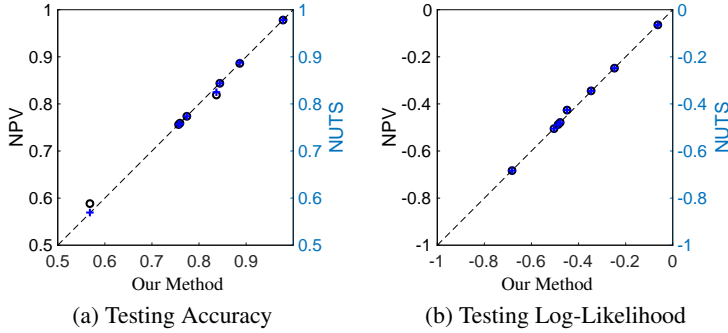 1
0.9
0.8
0.7
0.6
0.5
NPV
1
0.9
0.8
0.7
0.6
0.5
NUTS
0.5 0.6 0.7 0.8 0.9
Our Method
(a) Testing Accuracy
0
-0.2
-0.4
-0.6
-0.8
-1
NPV
0
-0.2
-0.4
-0.6
-0.8
-1
NUTS
-1 -0.8 -0.6 -0.4 -0.2 0
Our Method
(b) Testing Log-Likelihood